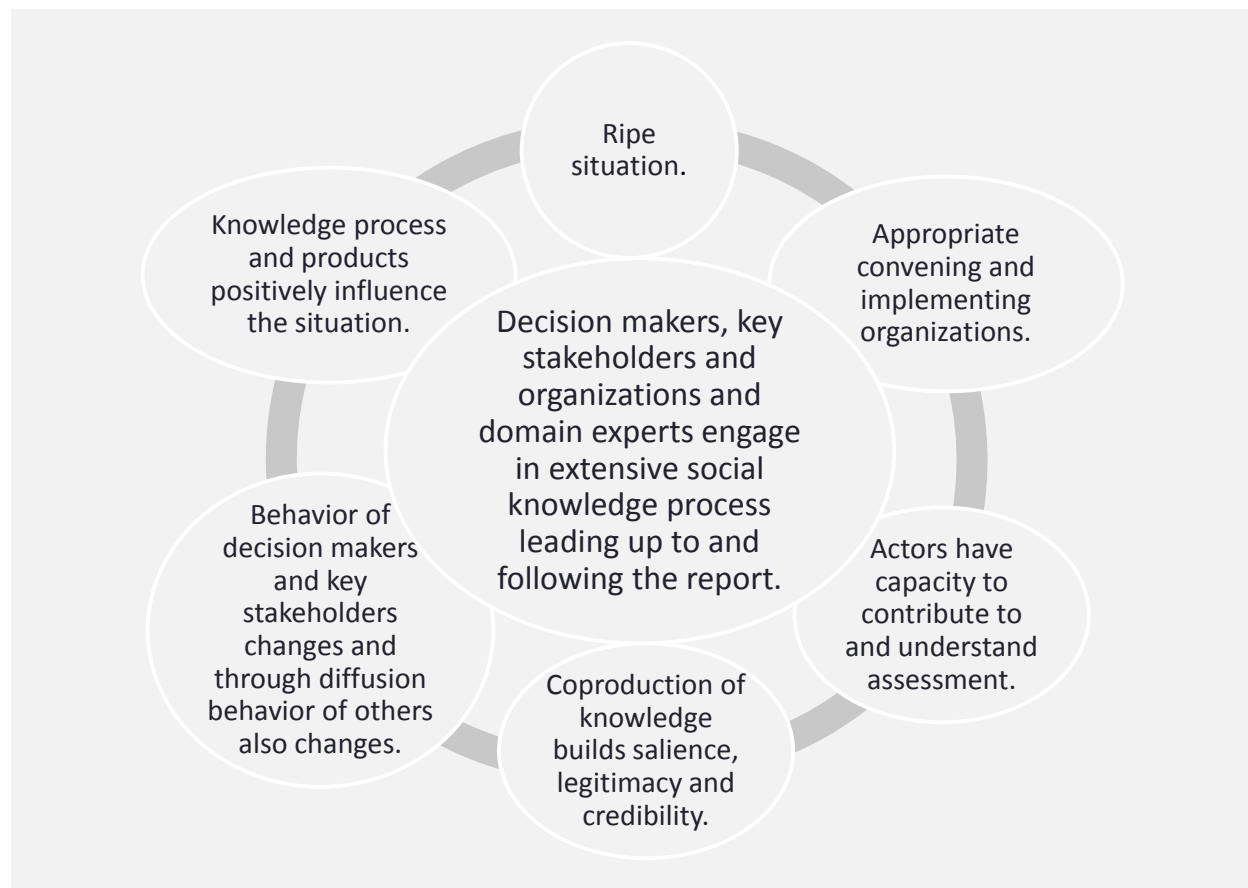 Ripe
situation.
Appropriate
convening and
implementing
organizations.
Actors have
capacity to
contribute to
and understand
assessment.
Coproduction of
knowledge
builds salience,
legitimacy and
credibility.
Behavior of
decision makers
and key
stakeholders
changes and
through diffusion
behavior of others
also changes.
Knowledge process
and products
positively influence
the situation.
Decision makers, key
stakeholders and
organizations and
domain experts engage
in extensive social
knowledge process
leading up to and
following the report.